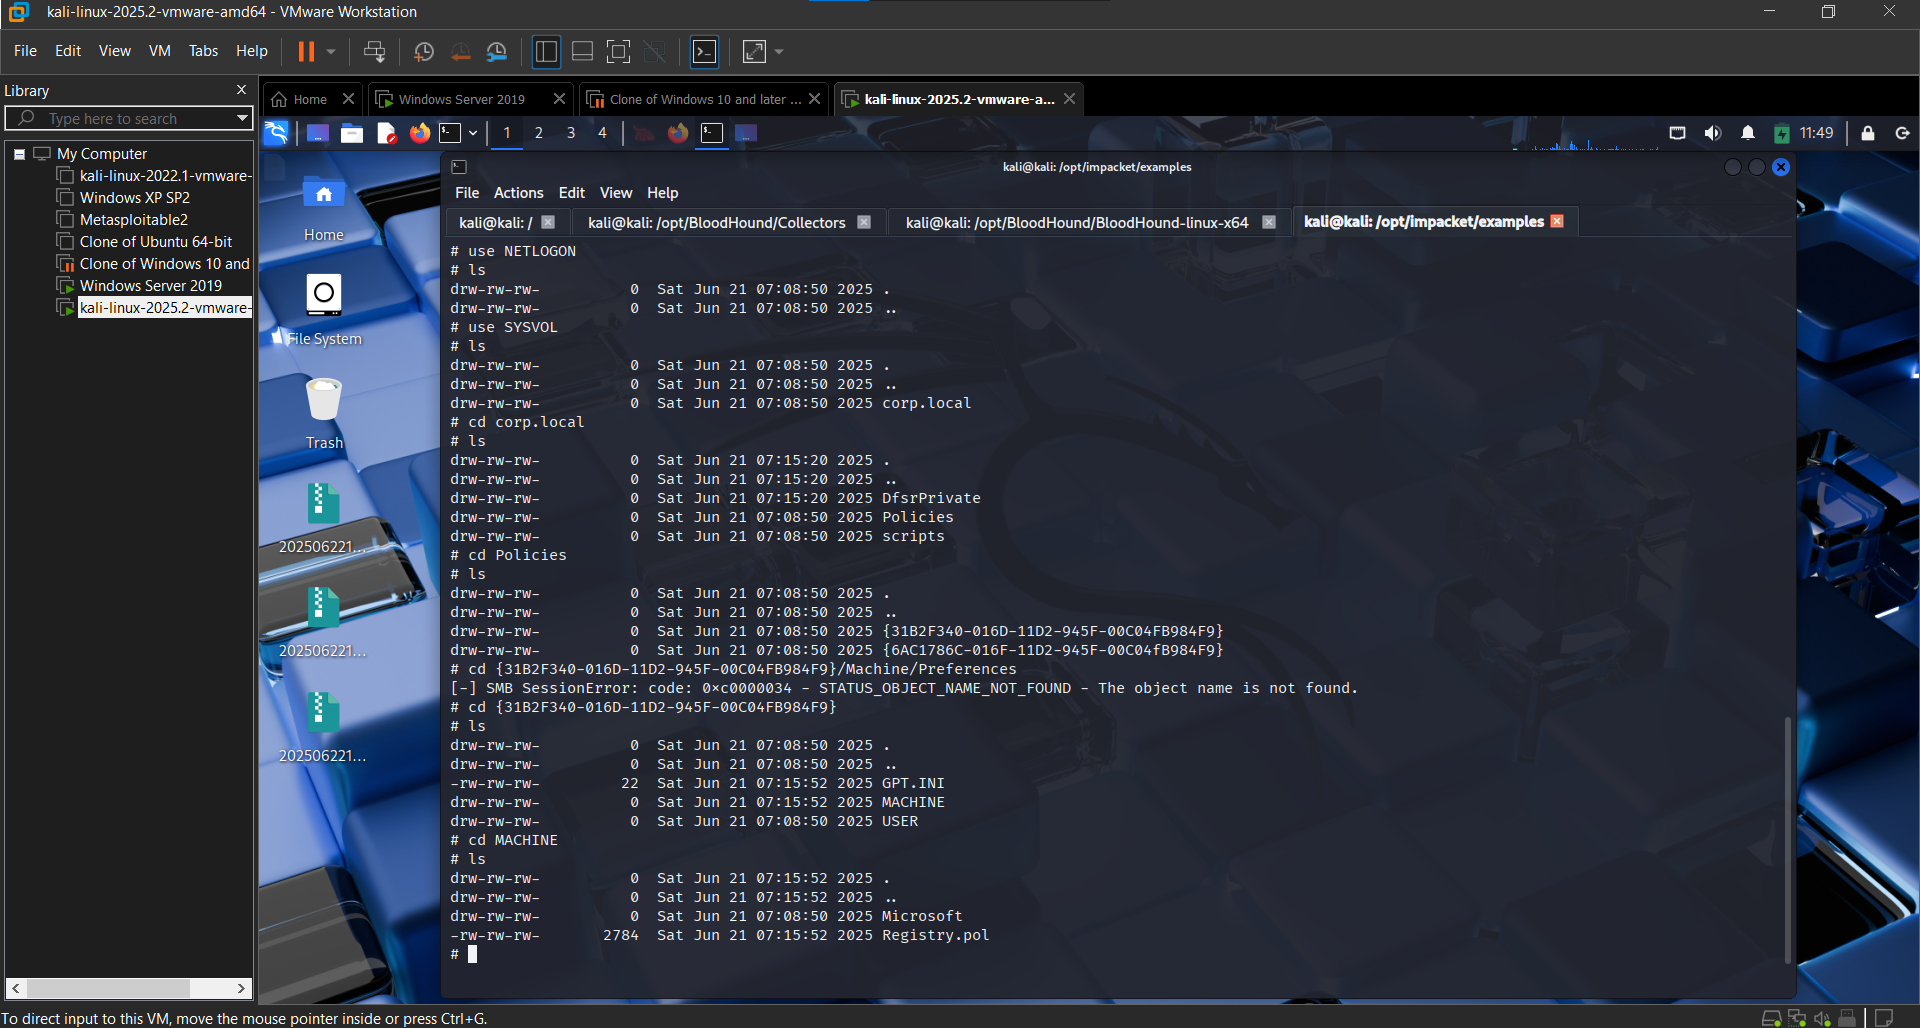 kali-linux-2025.2-vmware-amd64 - VMware Workstation
File Edit View VM Tabs Help
Library
Type here to search
My Computer
kali-linux-2022.1-vmware-
Windows XP SP2
Metasploitable2
Clone of Ubuntu 64-bit
Clone of Windows 10 and
Windows Server 2019
kali-linux-2025.2-vmware-
Home
Windows Server 2019
Clone of Windows 10 and later ...
kali-linux-2025.2-vmware-a...
1 2 3 4
11:49
Home
File System
Trash
202506221...
202506221...
202506221...
kali@kali: /opt/impacket/examples
File Actions Edit View Help
kali@kali: /
kali@kali: /opt/BloodHound/Collectors
kali@kali: /opt/BloodHound/BloodHound-linux-x64
kali@kali: /opt/impacket/examples
# use NETLOGON
# ls
drw-rw-rw- 0 Sat Jun 21 07:08:50 2025 .
drw-rw-rw- 0 Sat Jun 21 07:08:50 2025 ..
# use SYSVOL
# ls
drw-rw-rw- 0 Sat Jun 21 07:08:50 2025 .
drw-rw-rw- 0 Sat Jun 21 07:08:50 2025 ..
drw-rw-rw- 0 Sat Jun 21 07:08:50 2025 corp.local
# cd corp.local
# ls
drw-rw-rw- 0 Sat Jun 21 07:15:20 2025 .
drw-rw-rw- 0 Sat Jun 21 07:15:20 2025 ..
drw-rw-rw- 0 Sat Jun 21 07:15:20 2025 DfsrPrivate
drw-rw-rw- 0 Sat Jun 21 07:08:50 2025 Policies
drw-rw-rw- 0 Sat Jun 21 07:08:50 2025 scripts
# cd Policies
# ls
drw-rw-rw- 0 Sat Jun 21 07:08:50 2025 .
drw-rw-rw- 0 Sat Jun 21 07:08:50 2025 ..
drw-rw-rw- 0 Sat Jun 21 07:08:50 2025 {31B2F340-016D-11D2-945F-00C04FB984F9}
drw-rw-rw- 0 Sat Jun 21 07:08:50 2025 {6AC1786C-016F-11D2-945F-00C04fB984F9}
# cd {31B2F340-016D-11D2-945F-00C04FB984F9}/Machine/Preferences
[-] SMB SessionError: code: 0xc0000034 - STATUS_OBJECT_NAME_NOT_FOUND - The object name is not found.
# cd {31B2F340-016D-11D2-945F-00C04FB984F9}
# ls
drw-rw-rw- 0 Sat Jun 21 07:08:50 2025 .
drw-rw-rw- 0 Sat Jun 21 07:08:50 2025 ..
-rw-rw-rw- 22 Sat Jun 21 07:15:52 2025 GPT.INI
drw-rw-rw- 0 Sat Jun 21 07:15:52 2025 MACHINE
drw-rw-rw- 0 Sat Jun 21 07:08:50 2025 USER
# cd MACHINE
# ls
drw-rw-rw- 0 Sat Jun 21 07:15:52 2025 .
drw-rw-rw- 0 Sat Jun 21 07:15:52 2025 ..
drw-rw-rw- 0 Sat Jun 21 07:08:50 2025 Microsoft
-rw-rw-rw- 2784 Sat Jun 21 07:15:52 2025 Registry.pol
#
To direct input to this VM, move the mouse pointer inside or press Ctrl+G.